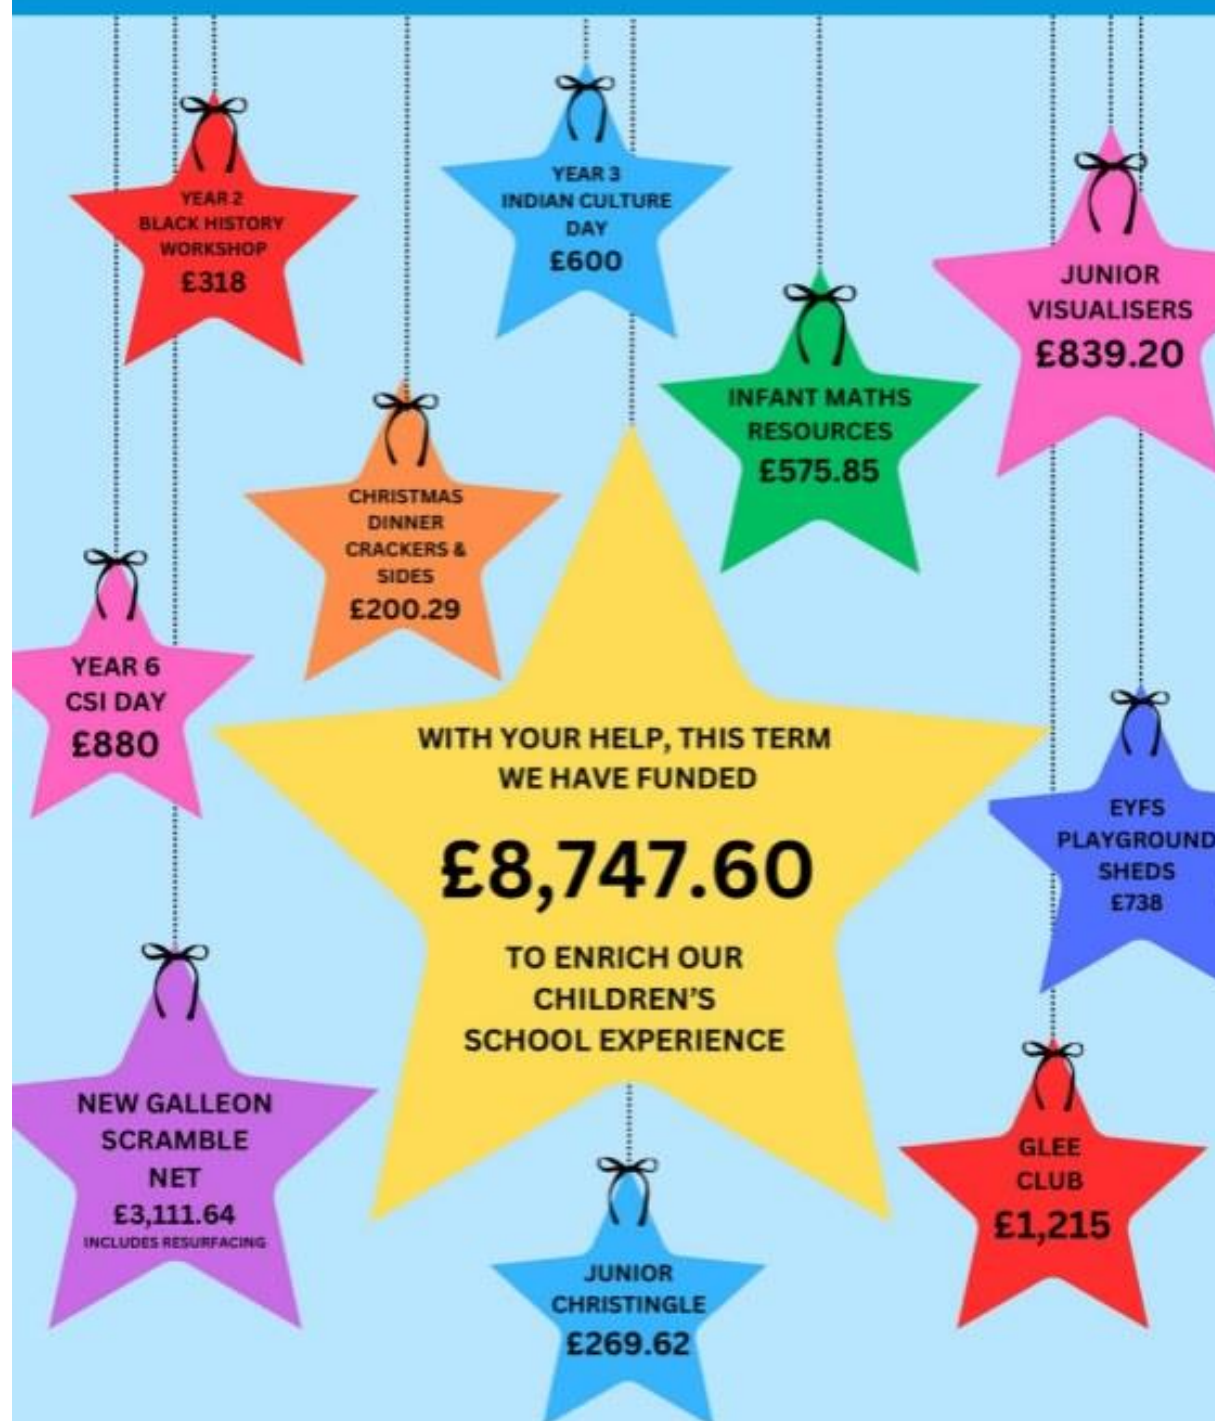 YEAR 2
BLACK HISTORY
WORKSHOP
£318
YEAR 3
INDIAN CULTURE
DAY
£600
JUNIOR
VISUALISERS
£839.20
INFANT MATHS
RESOURCES
£575.85
CHRISTMAS
DINNER
CRACKERS &
SIDES
£200.29
YEAR 6
CSI DAY
£880
WITH YOUR HELP, THIS TERM
WE HAVE FUNDED
£8,747.60
TO ENRICH OUR
CHILDREN’S
SCHOOL EXPERIENCE
EYFS
PLAYGROUND
SHEDS
£738
NEW GALLEON
SCRAMBLE
NET
£3,111.64
INCLUDES RESURFACING
GLEE
CLUB
£1,215
JUNIOR
CHRISTINGLE
£269.62